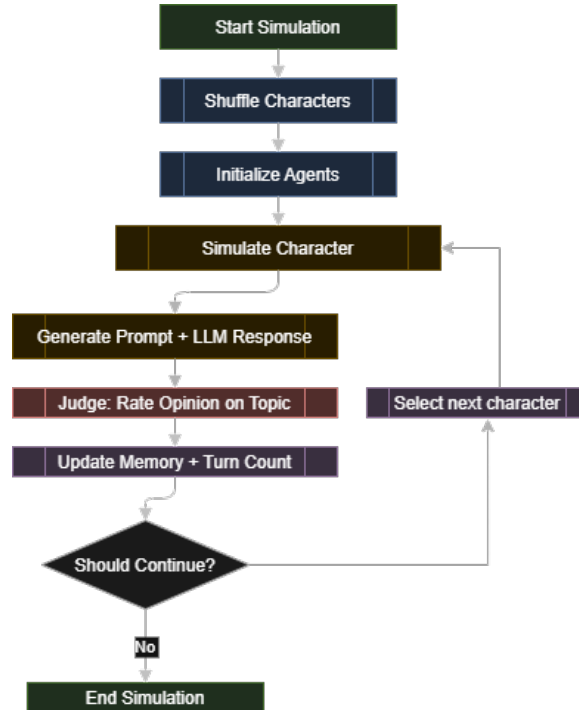 Start Simulation
Shuffle Characters
Initialize Agents
Simulate Character
Generate Prompt + LLM Response
Judge: Rate Opinion on Topic
Select next character
Update Memory + Turn Count
Should Continue?
No
End Simulation